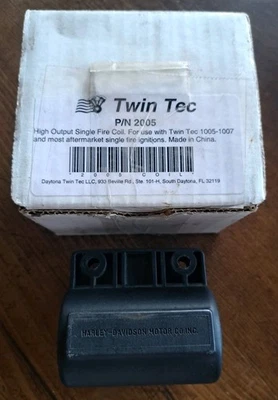 Twin Tec
P/N 2005
High Output Single Fire Coil. For use with Twin Tec 1005-1007
and most aftermarket single fire ignitions. Made in China.
2005 COIL
Daytona Twin Tec LLC, 933 Beville Rd., Ste. 101-H, South Daytona, FL 32119
HARLEY-DAVIDSON MOTOR CO. INC.